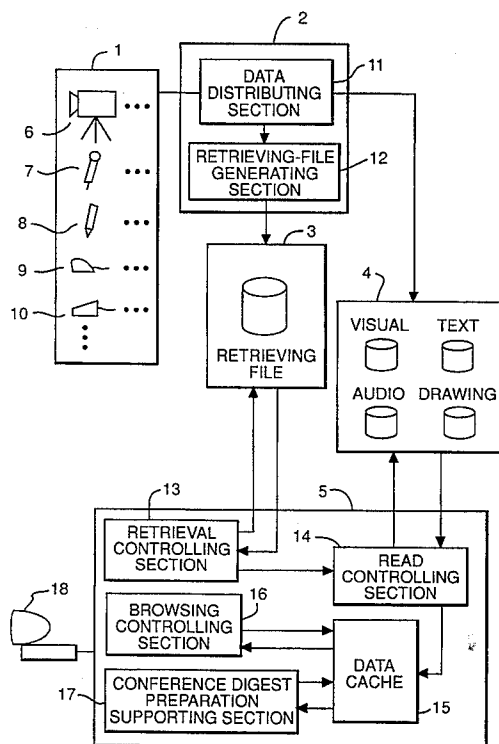 1
6
7
8
9
10
2
DATA
DISTRIBUTING
SECTION
11
RETRIEVING-FILE
GENERATING
SECTION
12
3
RETRIEVING
FILE
4
VISUAL TEXT
AUDIO DRAWING
5
13
RETRIEVAL
CONTROLLING
SECTION
14
READ
CONTROLLING
SECTION
16
BROWSING
CONTROLLING
SECTION
18
DATA
CACHE
15
17
CONFERENCE DIGEST
PREPARATION
SUPPORTING SECTION